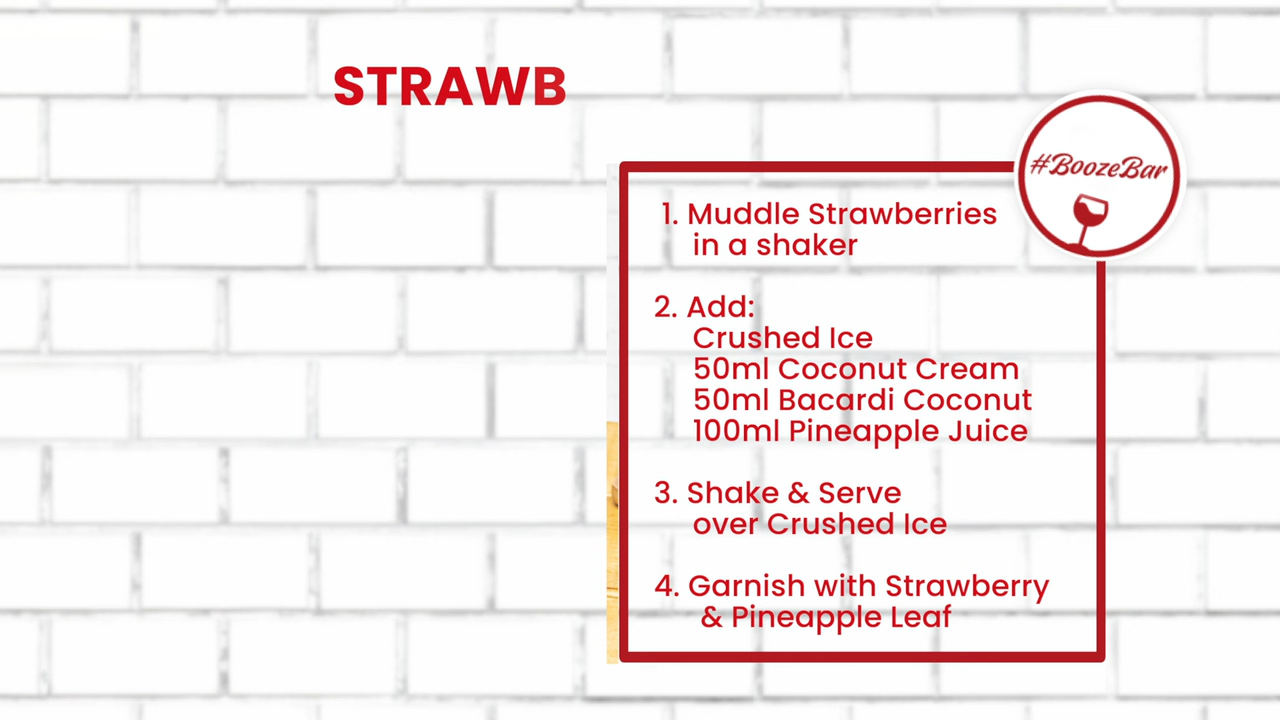 STRAWB
#BoozeBar
1. Muddle Strawberries
in a shaker
2. Add:
Crushed Ice
50ml Coconut Cream
50ml Bacardi Coconut
100ml Pineapple Juice
3. Shake & Serve
over Crushed Ice
4. Garnish with Strawberry
& Pineapple Leaf